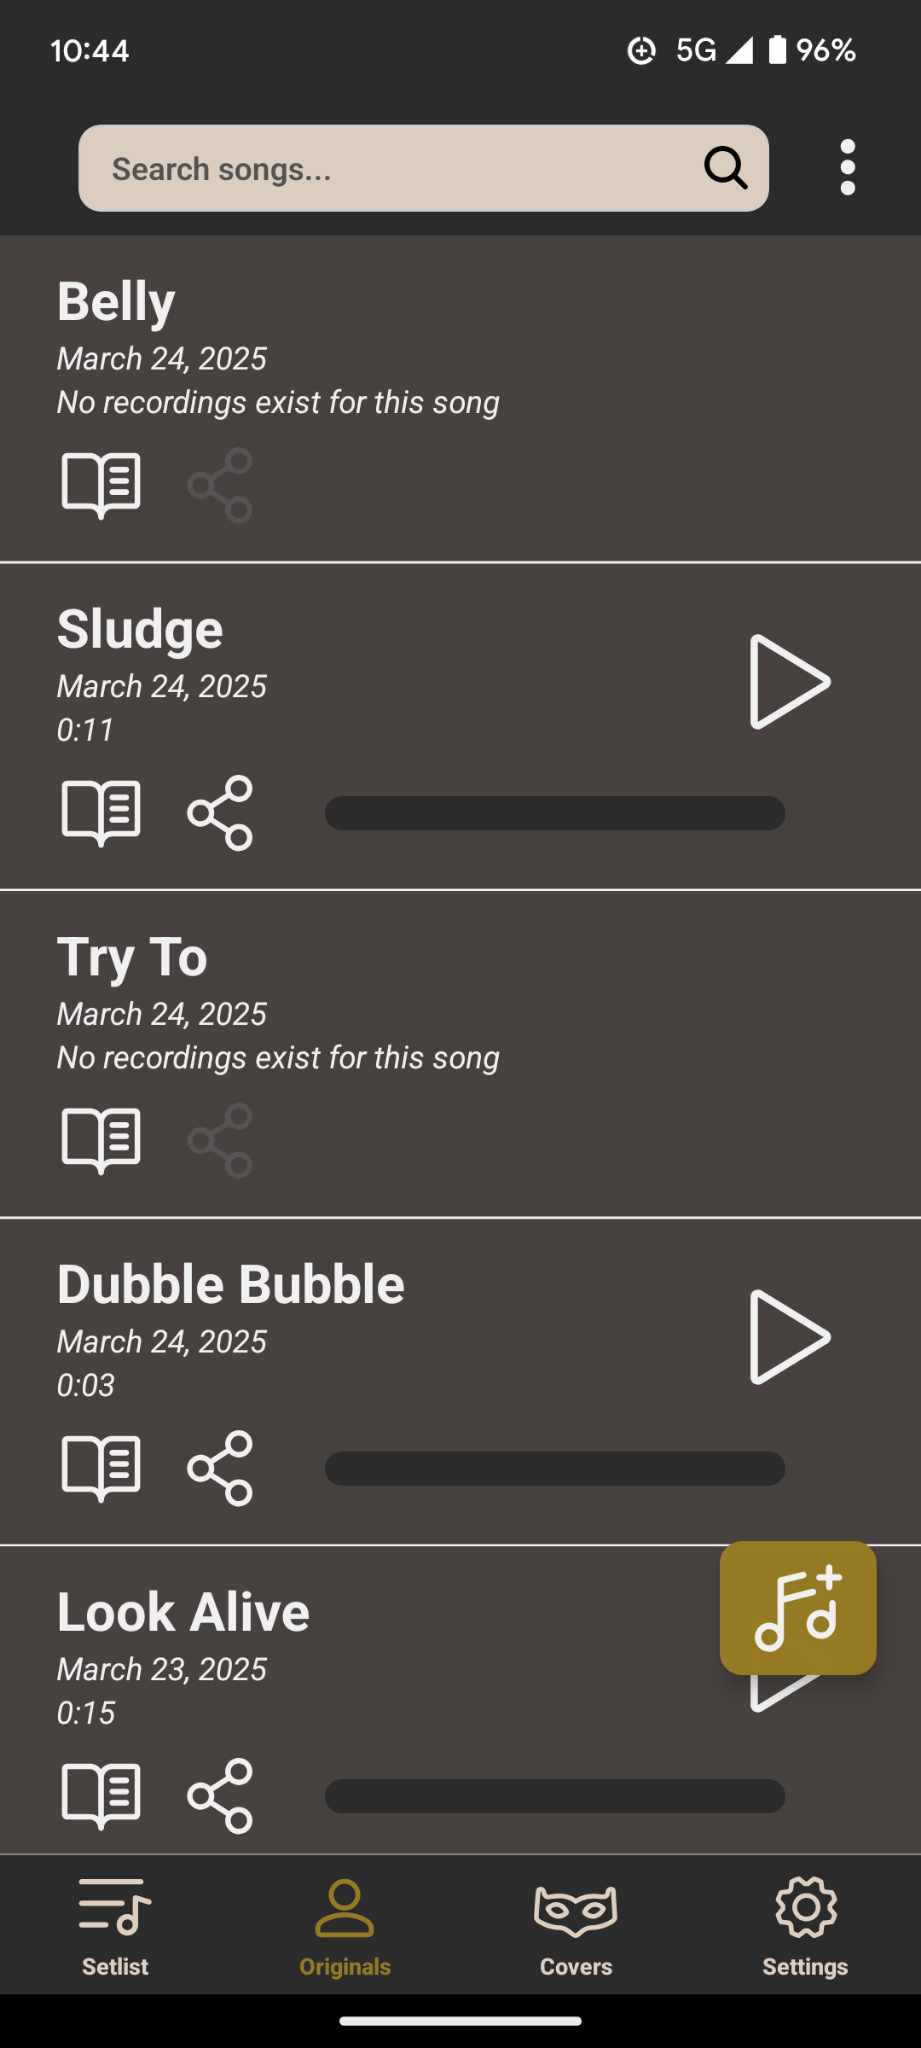 10:44
5G
96%
Search songs...
Belly
March 24, 2025
No recordings exist for this song
Sludge
March 24, 2025
0:11
Try To
March 24, 2025
No recordings exist for this song
Dubble Bubble
March 24, 2025
0:03
Look Alive
March 23, 2025
0:15
Setlist
Originals
Covers
Settings